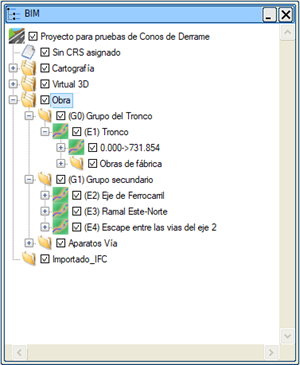 BIM
Proyecto para pruebas de Conos de Derrame
Sin CRS asignado
Cartografía
Virtual 3D
Obra
(G0) Grupo del Tronco
(E1) Tronco
0.000->731.854
Obras de fábrica
(G1) Grupo secundario
(E2) Eje de Ferrocarril
(E3) Ramal Este-Norte
(E4) Escape entre las vias del eje 2
Aparatos Vía
Importado_IFC